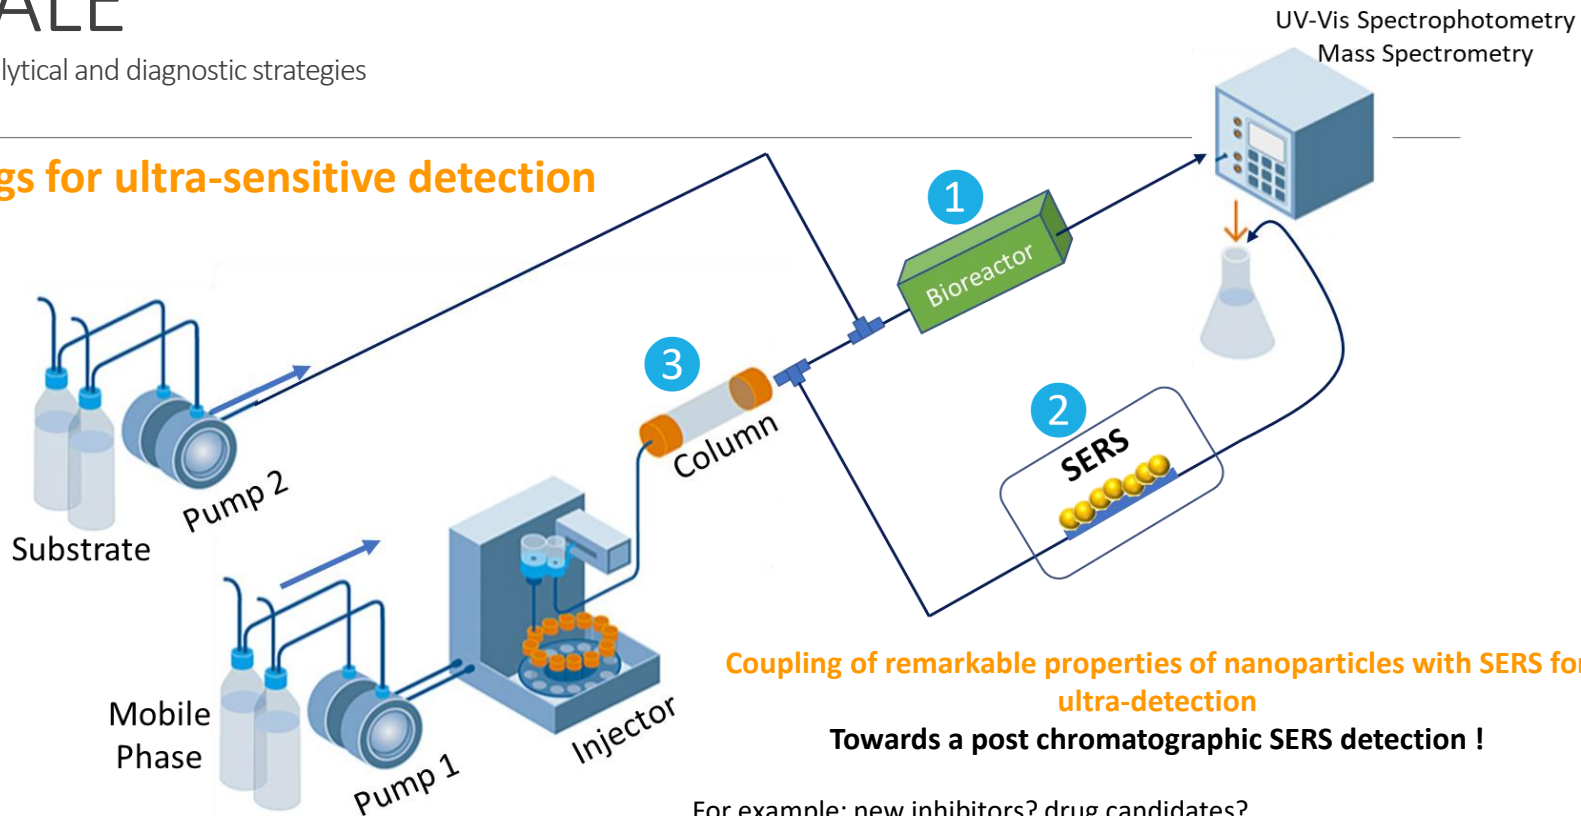 ALE
lytical and diagnostic strategies
UV-Vis Spectrophotometry
Mass Spectrometry
gs for ultra-sensitive detection
1
Bioreactor
3
Column
2
SERS
Pump 2
Substrate
Mobile
Phase
Pump 1
Injector
Coupling of remarkable properties of nanoparticles with SERS for
ultra-detection
Towards a post chromatographic SERS detection !
For example: new inhibitors? drug candidates?